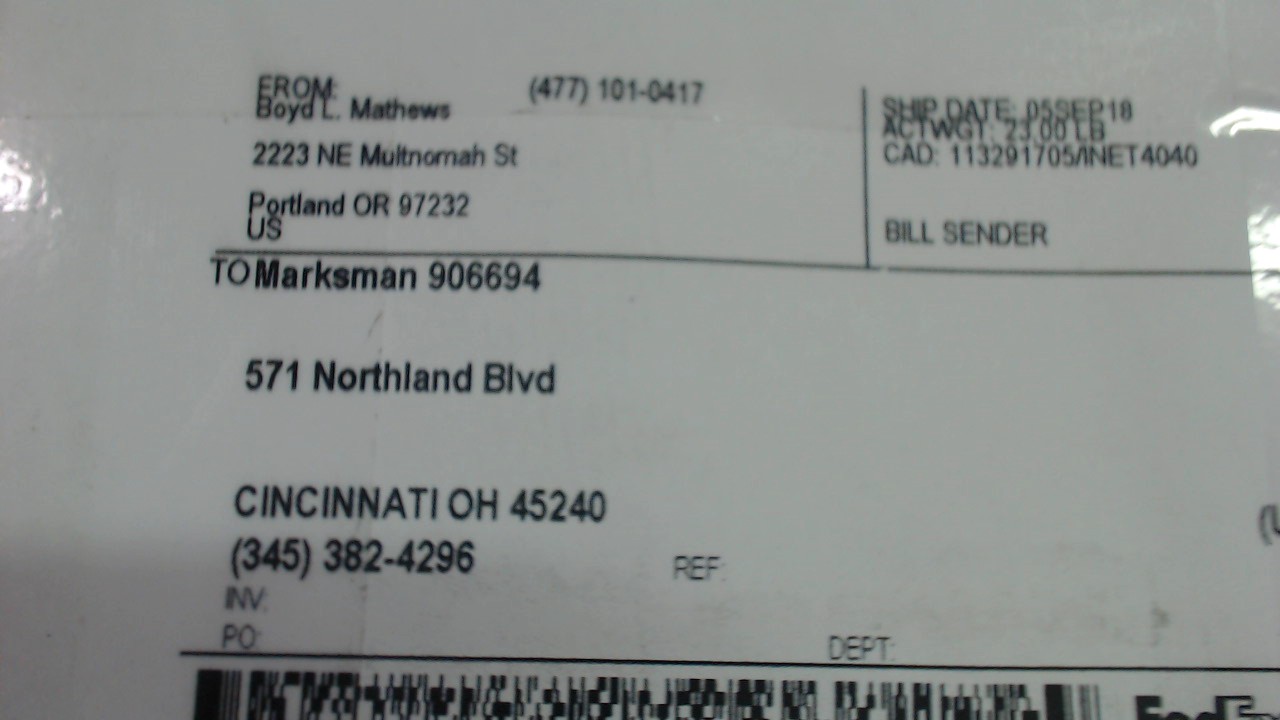 FROM: (477) 101-0417
Boyd L. Mathews
2223 NE Multnomah St
Portland OR 97232
US
SHIP DATE: 05SEP18
ACTWGT: 23.00 LB
CAD: 113291705/INET4040
BILL SENDER
TO Marksman 906694
571 Northland Blvd
CINCINNATI OH 45240
(345) 382-4296
REF:
INV:
PO:
DEPT:
FedE